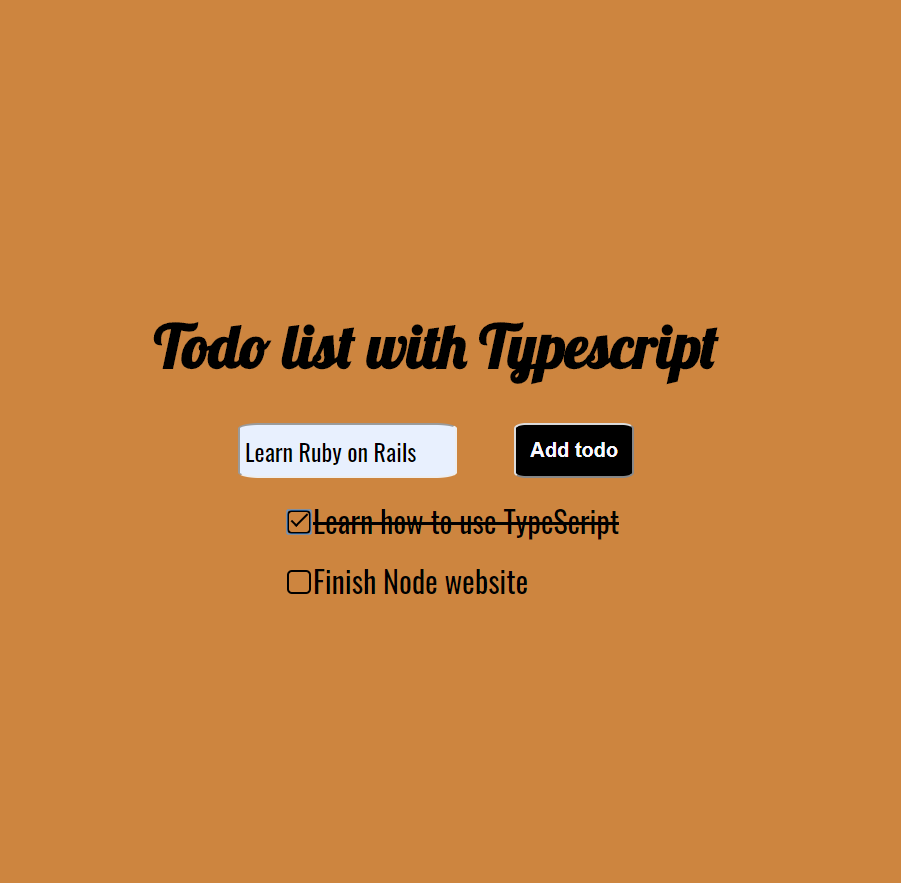 Todo list with Typescript
Learn Ruby on Rails
Add todo
Learn how to use TypeScript
Finish Node website